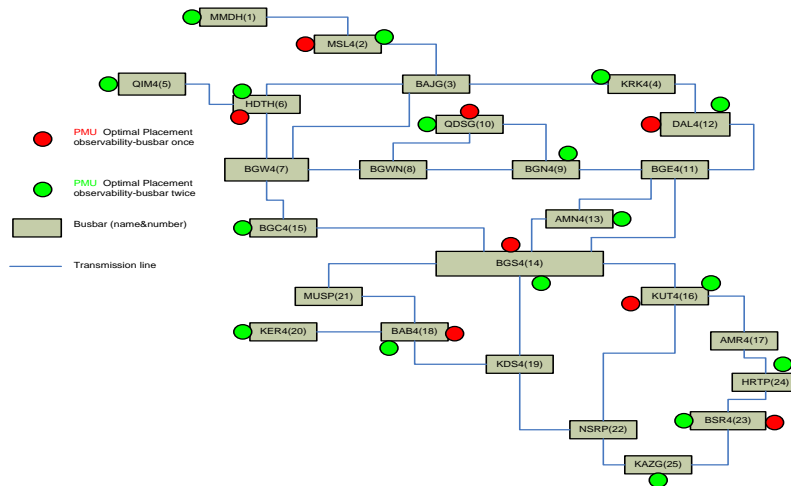 MMDH(1)
MSL4(2)
QIM4(5)
BAJG(3)
KRK4(4)
HDTH(6)
QDSG(10)
DAL4(12)
PMU Optimal Placement
observability-busbar once
BGW4(7)
BGWN(8)
BGN4(9)
BGE4(11)
PMU Optimal Placement
observability-busbar twice
Busbar (name&number)
AMN4(13)
BGC4(15)
Transmission line
BGS4(14)
MUSP(21)
KUT4(16)
KER4(20)
BAB4(18)
AMR4(17)
KDS4(19)
HRTP(24)
BSR4(23)
NSRP(22)
KAZG(25)